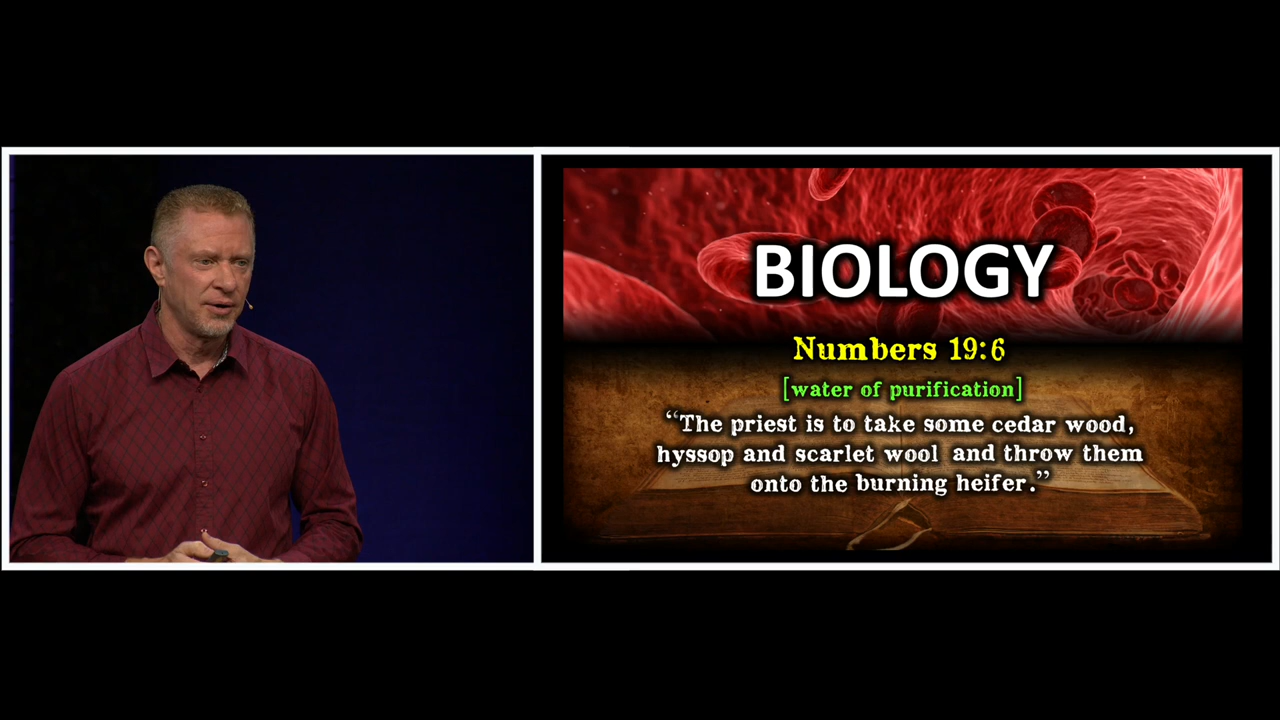 BIOLOGY
Numbers 19:6
[water of purification]
“The priest is to take some cedar wood,
hyssop and scarlet wool and throw them
onto the burning heifer.”